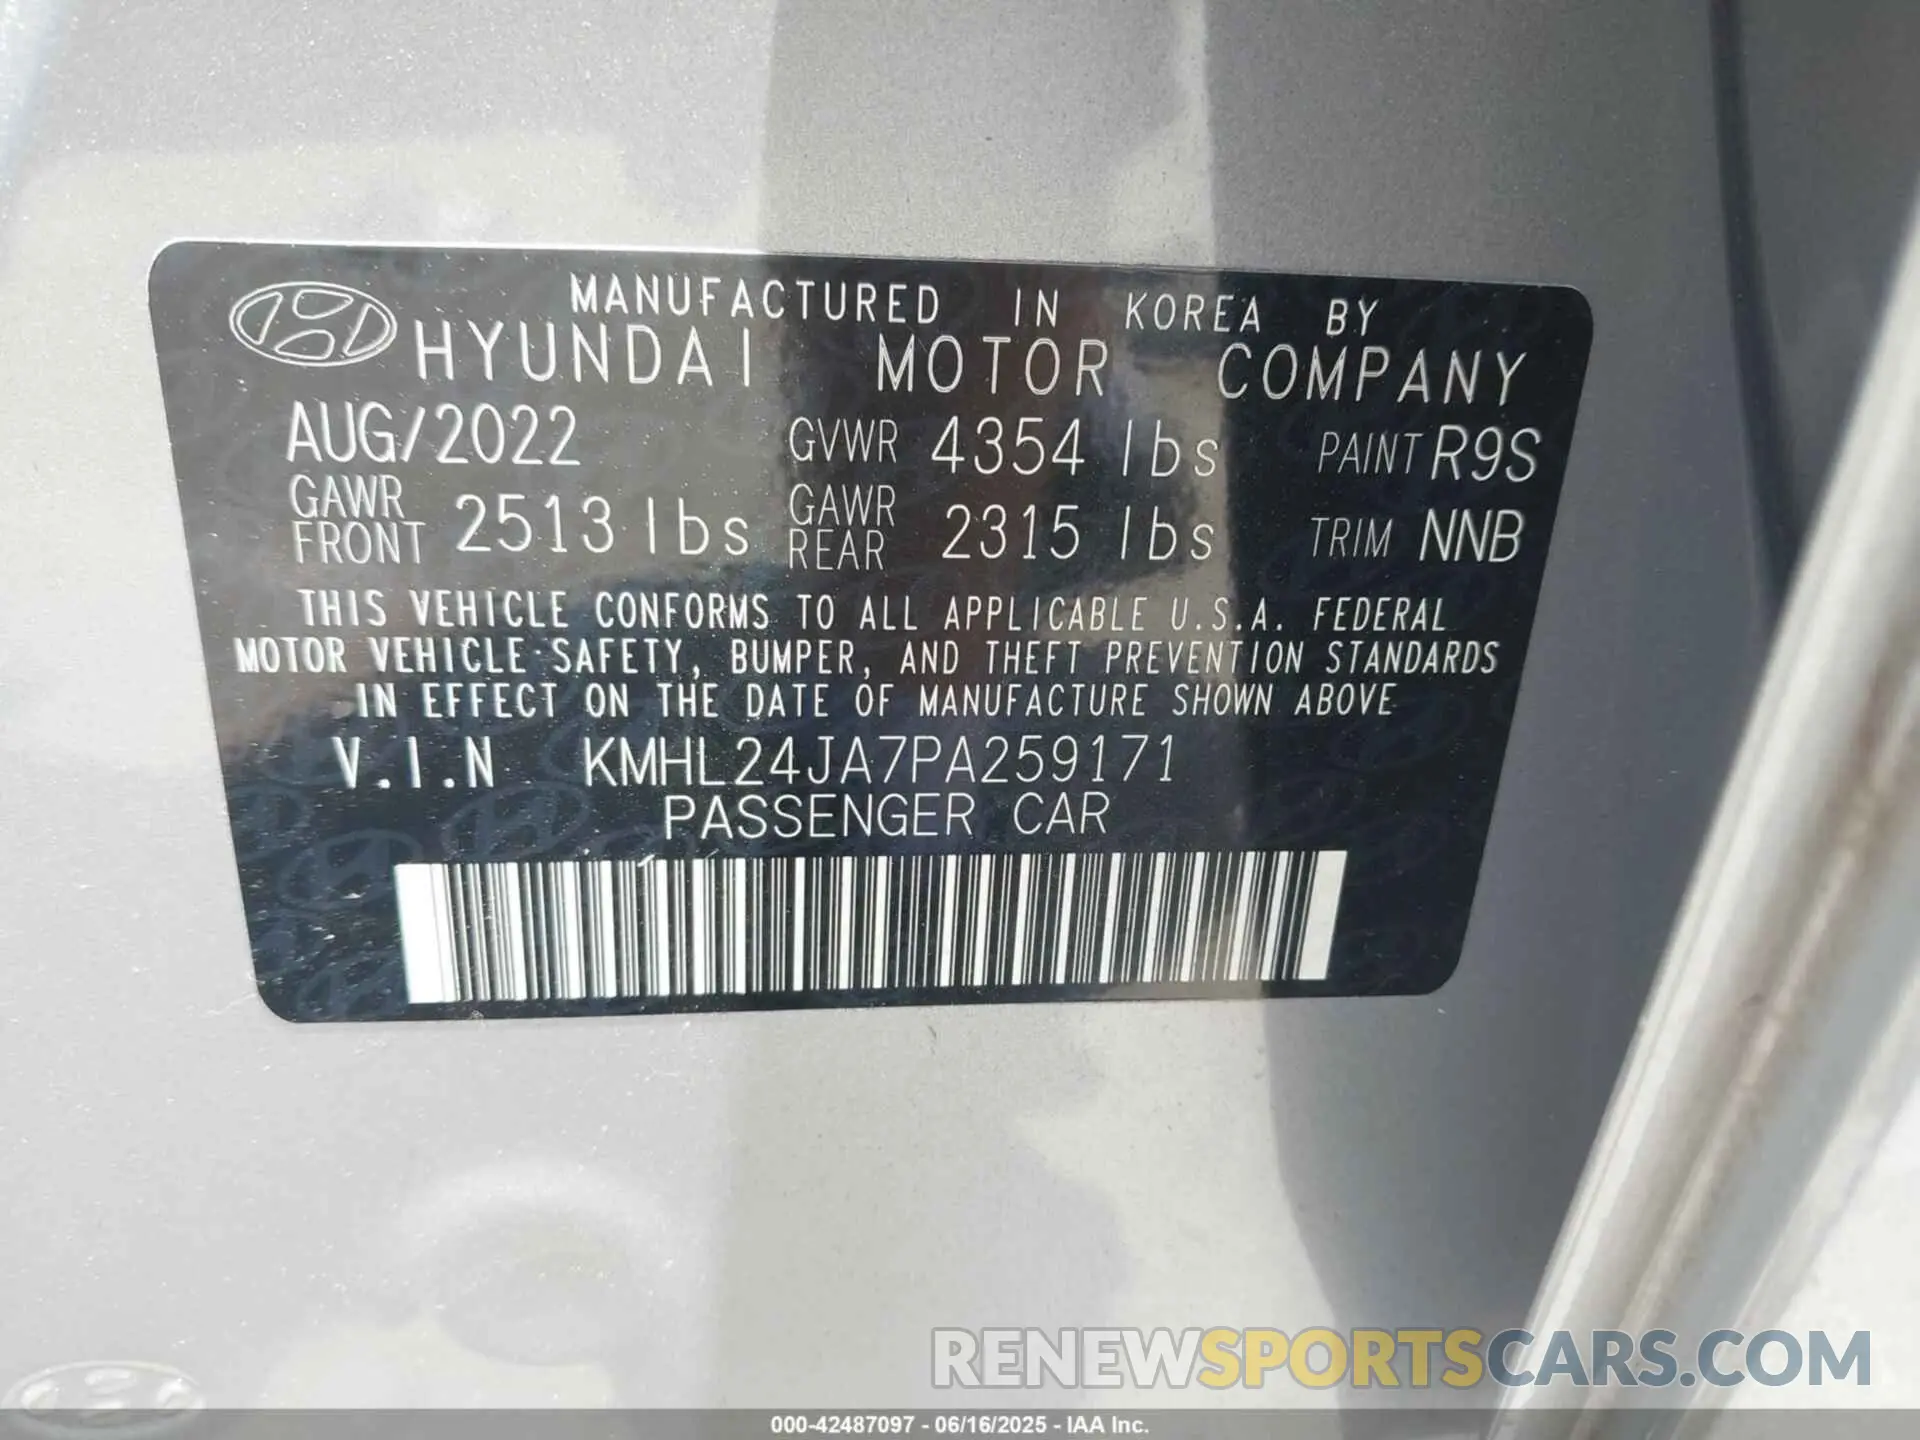 MANUFACTURED IN KOREA BY
HYUNDAI MOTOR COMPANY
AUG/2022 GVWR 4354 lbs PAINT R9S
GAWR FRONT 2513 lbs GAWR REAR 2315 lbs TRIM NNB
THIS VEHICLE CONFORMS TO ALL APPLICABLE U.S.A. FEDERAL
MOTOR VEHICLE SAFETY, BUMPER, AND THEFT PREVENTION STANDARDS
IN EFFECT ON THE DATE OF MANUFACTURE SHOWN ABOVE
V.I.N KMHL24JA7PA259171
PASSENGER CAR
RENEWSPORTSCARS.COM
000-42487097 - 06/16/2025 - IAA Inc.